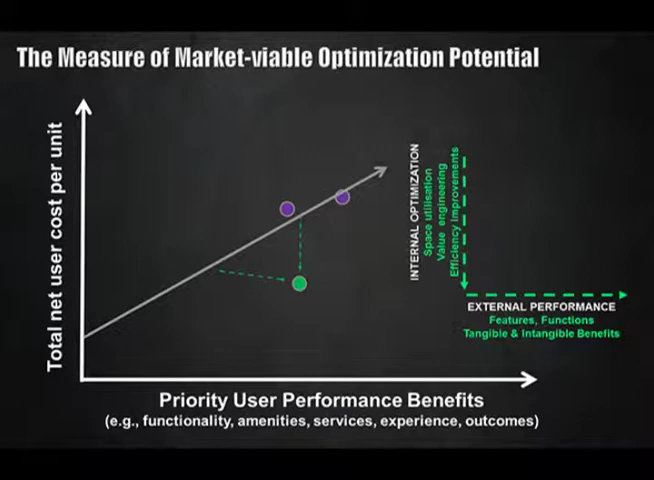 The Measure of Market-viable Optimization Potential
Total net user cost per unit
INTERNAL OPTIMIZATION
Space utilisation
Value engineering
Efficiency Improvements
EXTERNAL PERFORMANCE
Features, Functions
Tangible & Intangible Benefits
Priority User Performance Benefits
(e.g., functionality, amenities, services, experience, outcomes)